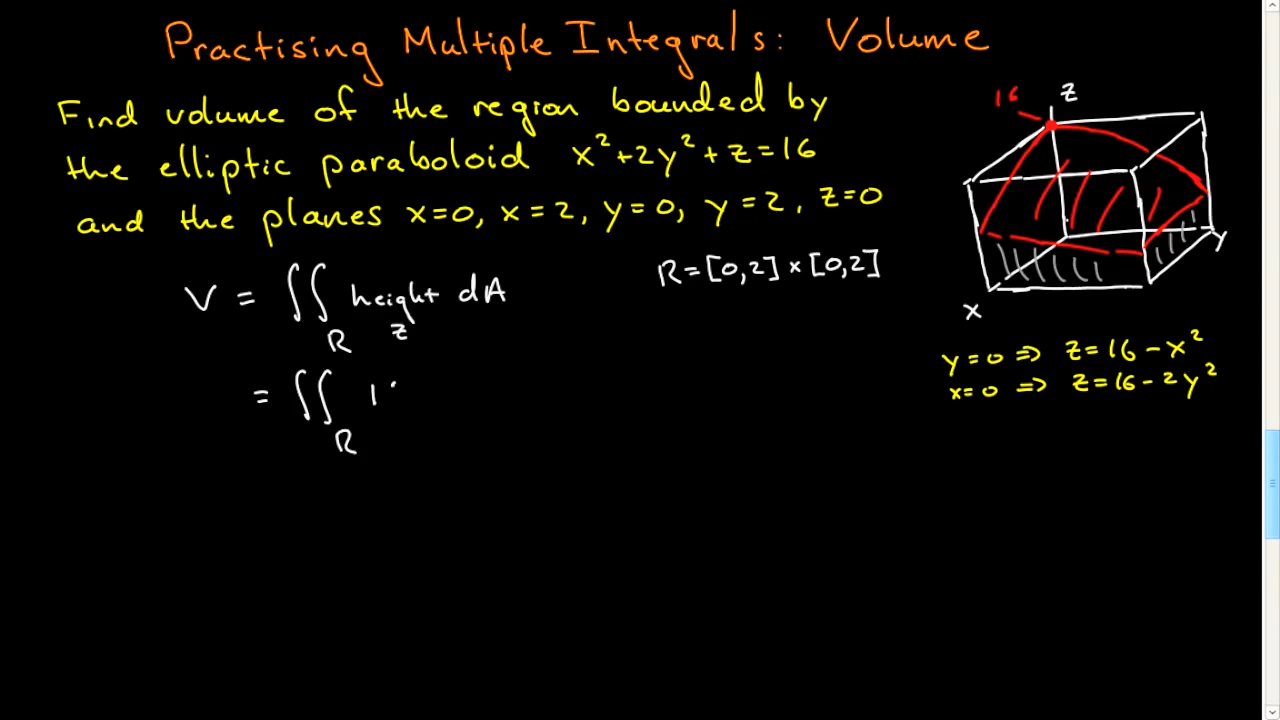 Practising Multiple Integrals: Volume
Find volume of the region bounded by
the elliptic paraboloid x²+2y²+z=16
and the planes x=0, x=2, y=0, y=2, z=0
V = ∬_R height dA
z
R=[0,2]×[0,2]
= ∬_R 1
16
z
y
x
y=0 ⇒ z=16-x²
x=0 ⇒ z=16-2y²